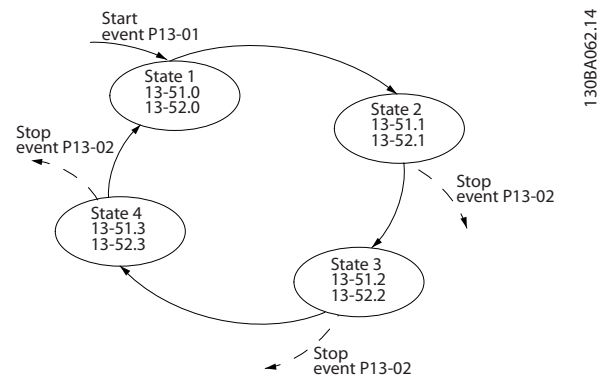 Start
event P13-01
State 1
13-51.0
13-52.0
State 2
13-51.1
13-52.1
Stop
event P13-02
State 3
13-51.2
13-52.2
Stop
event P13-02
State 4
13-51.3
13-52.3
Stop
event P13-02
130BA062.14